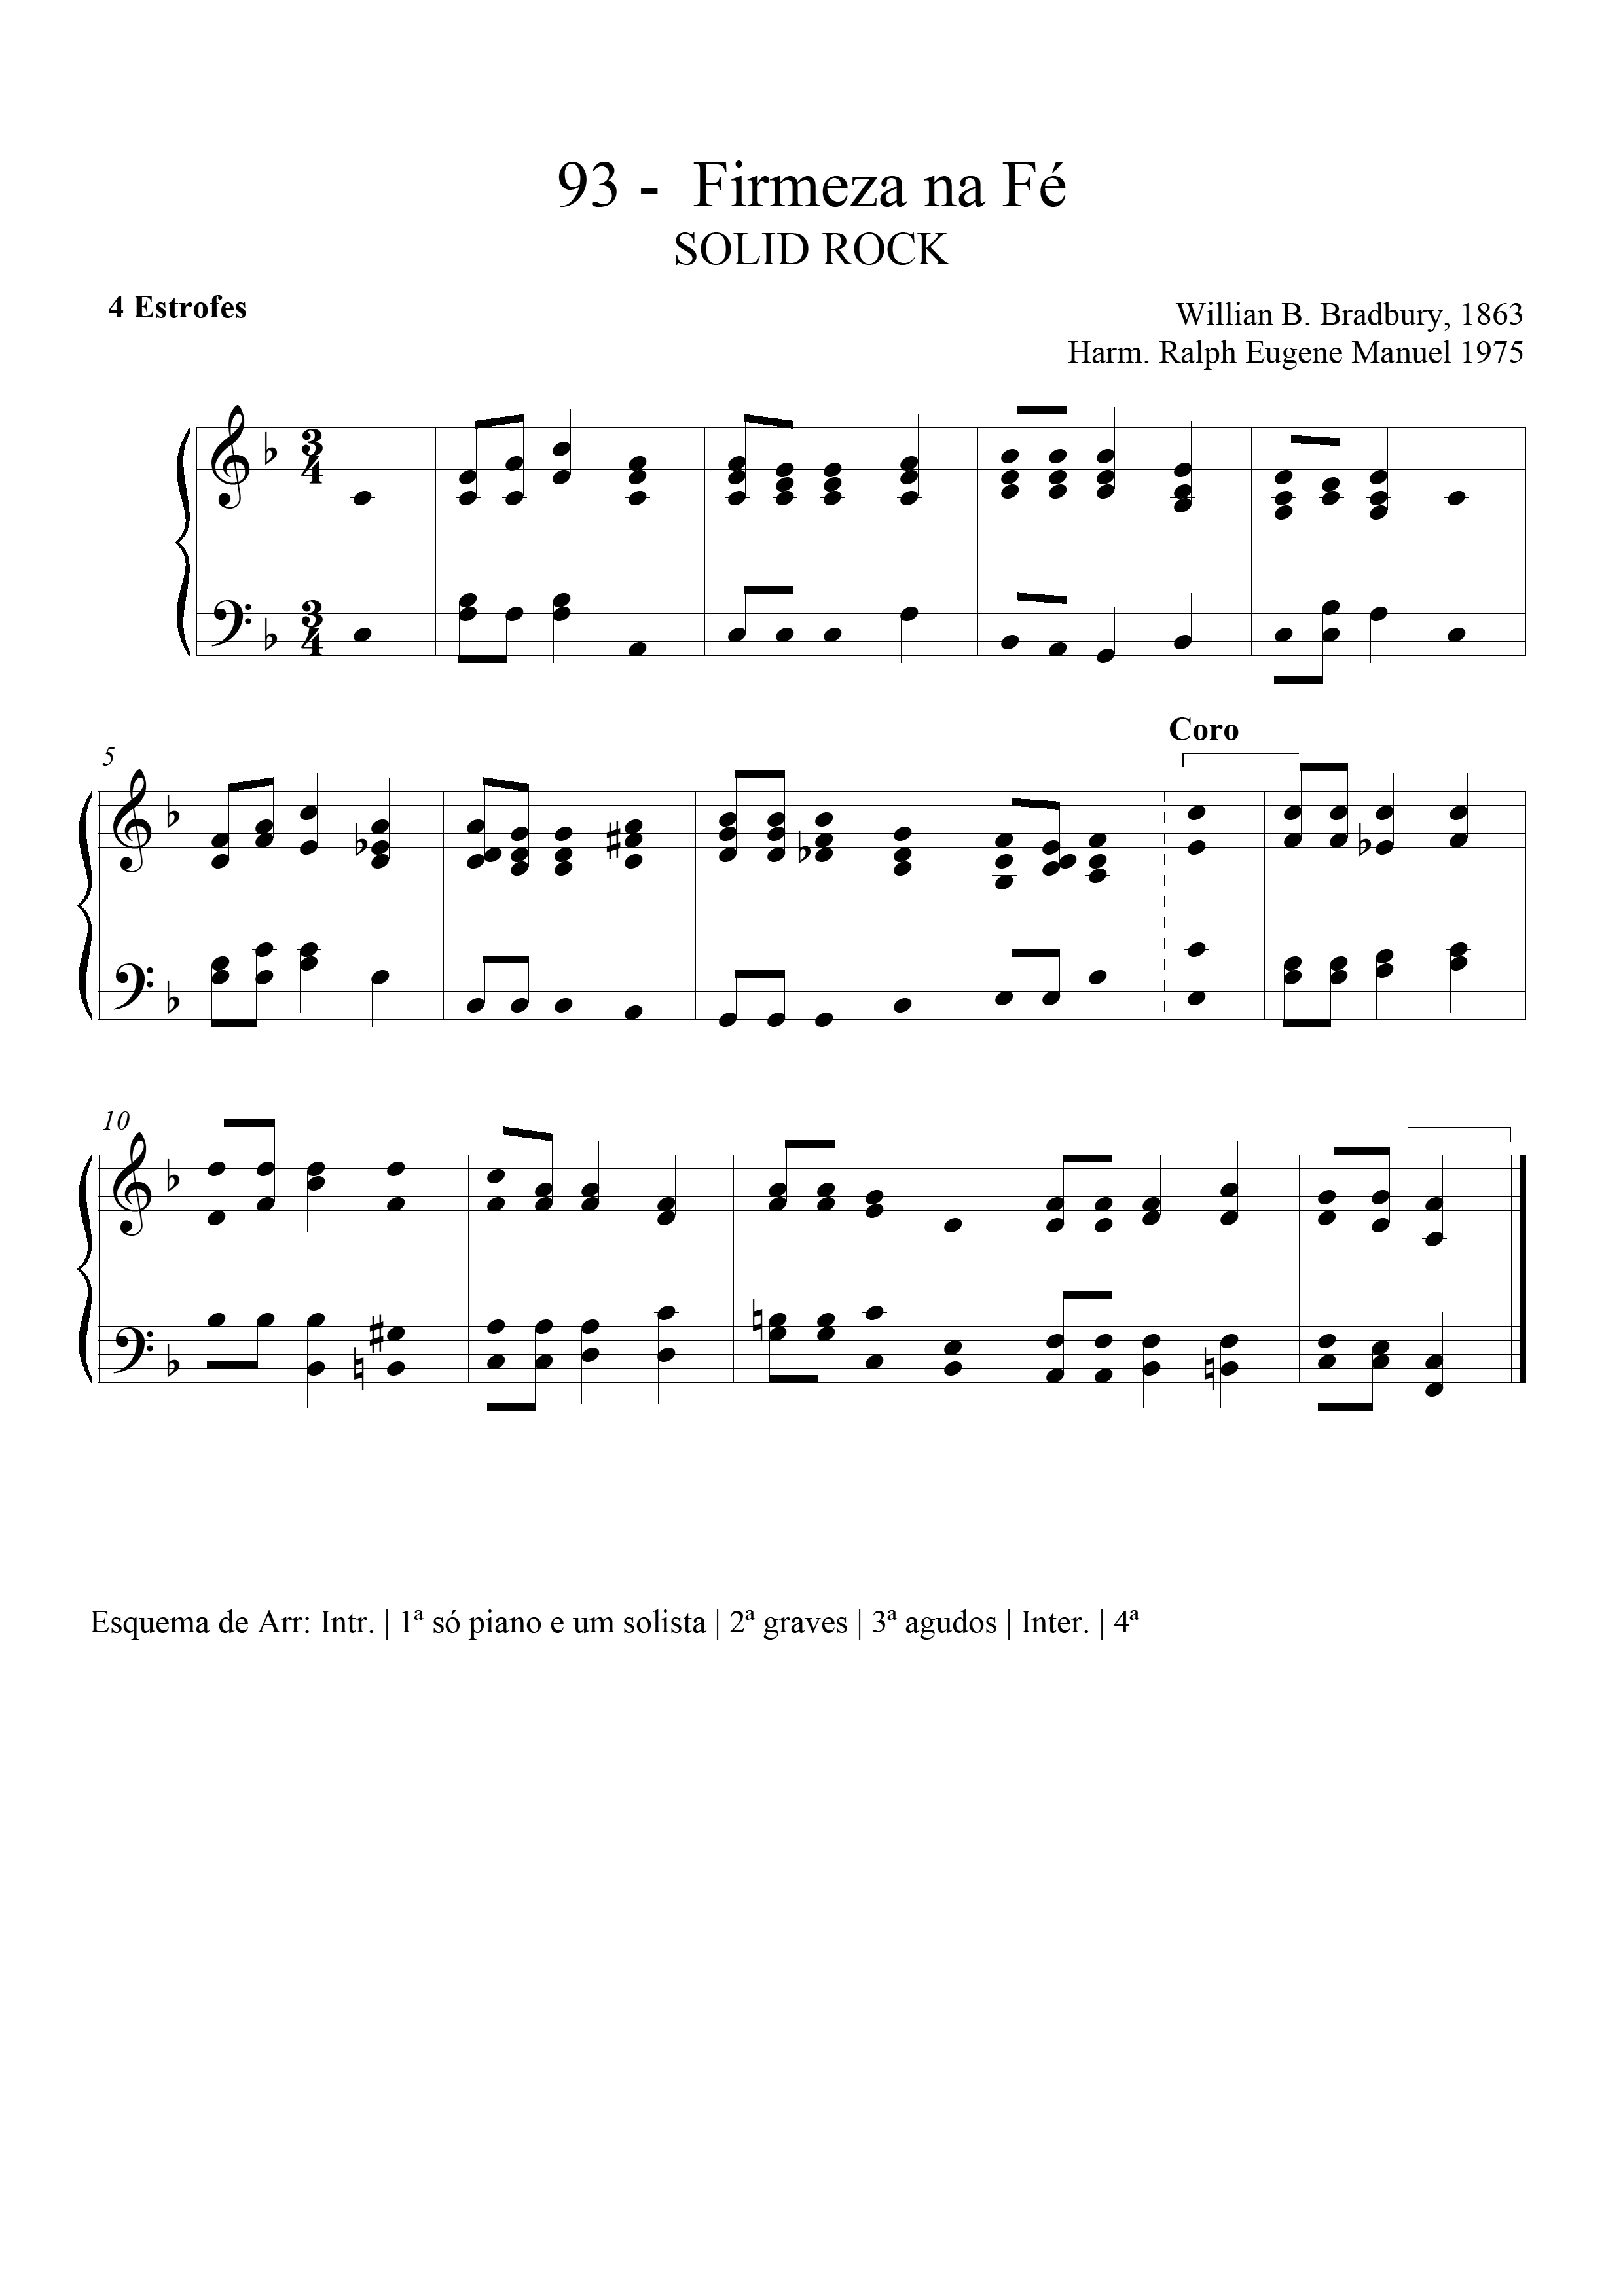 93 - Firmeza na Fé
SOLID ROCK
4 Estrofes
Willian B. Bradbury, 1863
Harm. Ralph Eugene Manuel 1975
3
4
3
4
Coro
5
10
Esquema de Arr: Intr. | 1ª só piano e um solista | 2ª graves | 3ª agudos | Inter. | 4ª